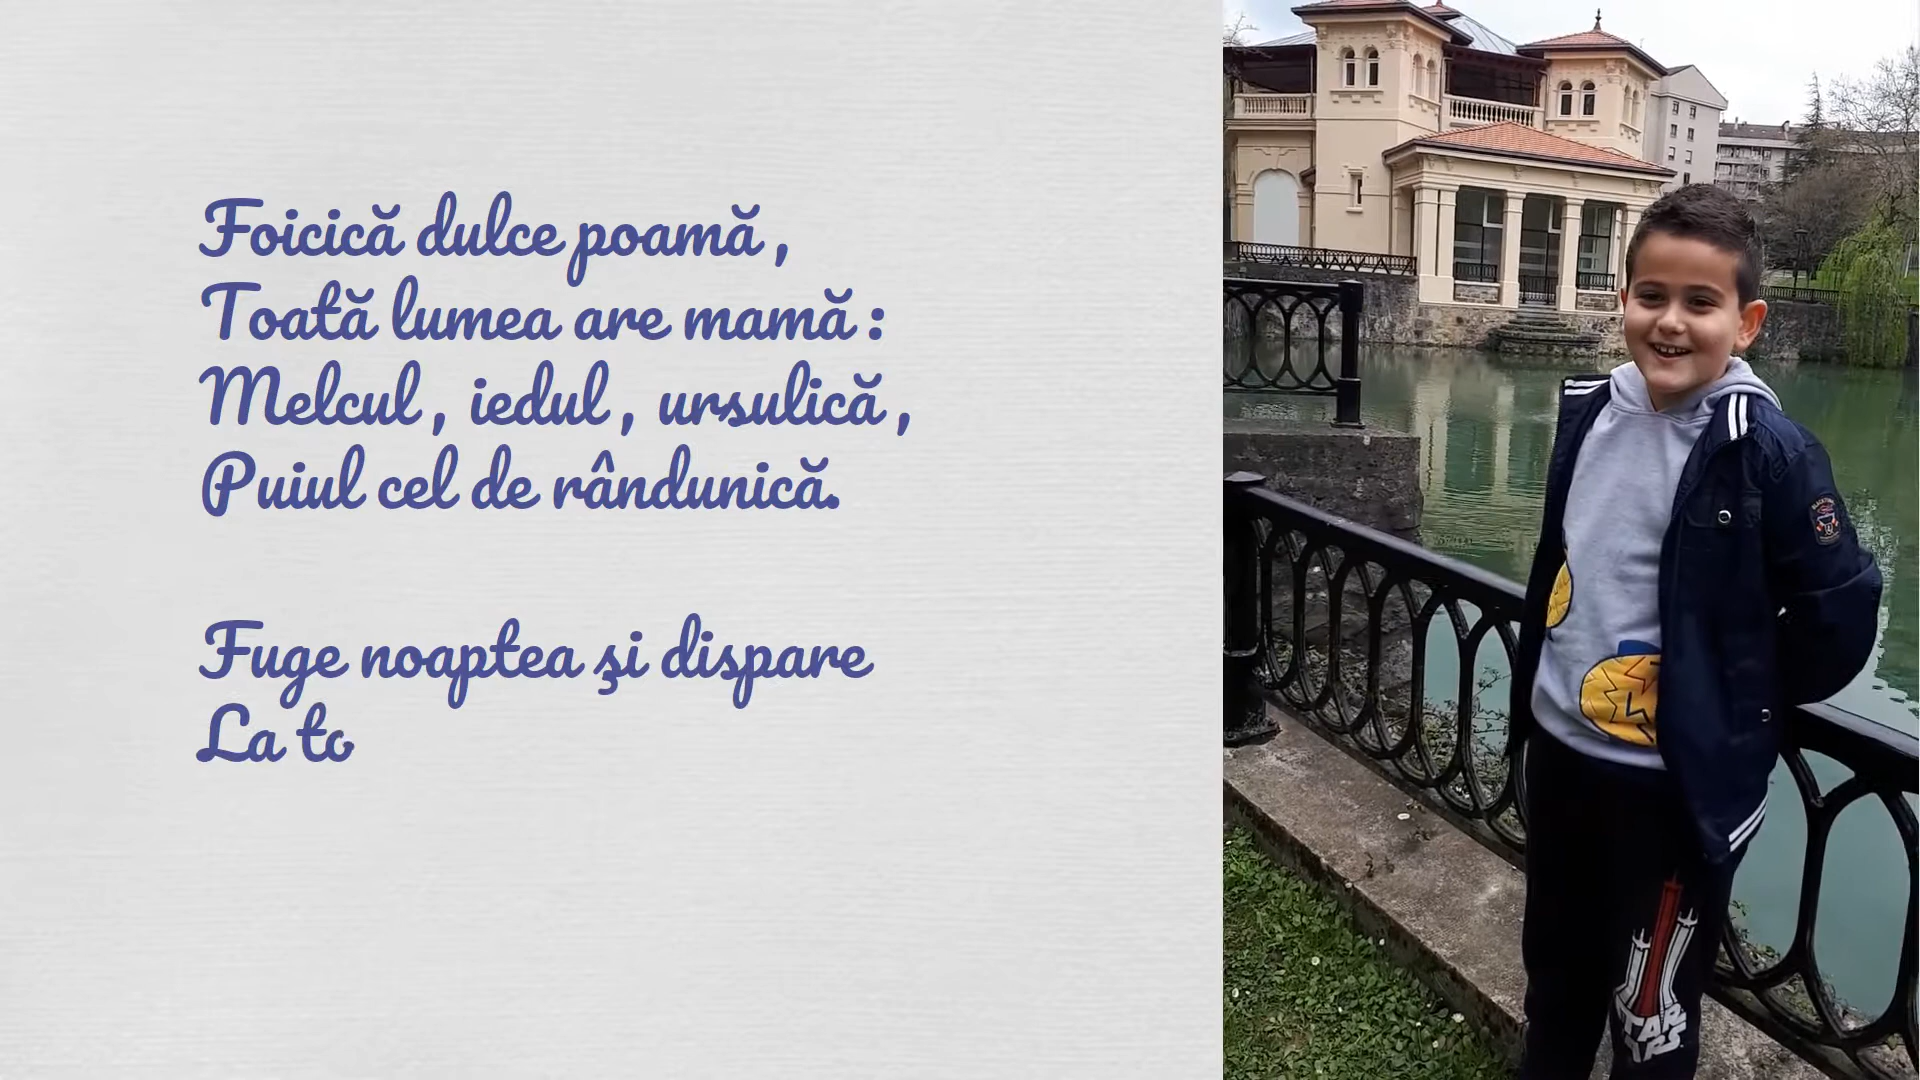 Foicică dulce poamă,
Toată lumea are mamă:
Melcul, iedul, ursulică,
Puiul cel de rândunică.
Fuge noaptea şi dispare
La